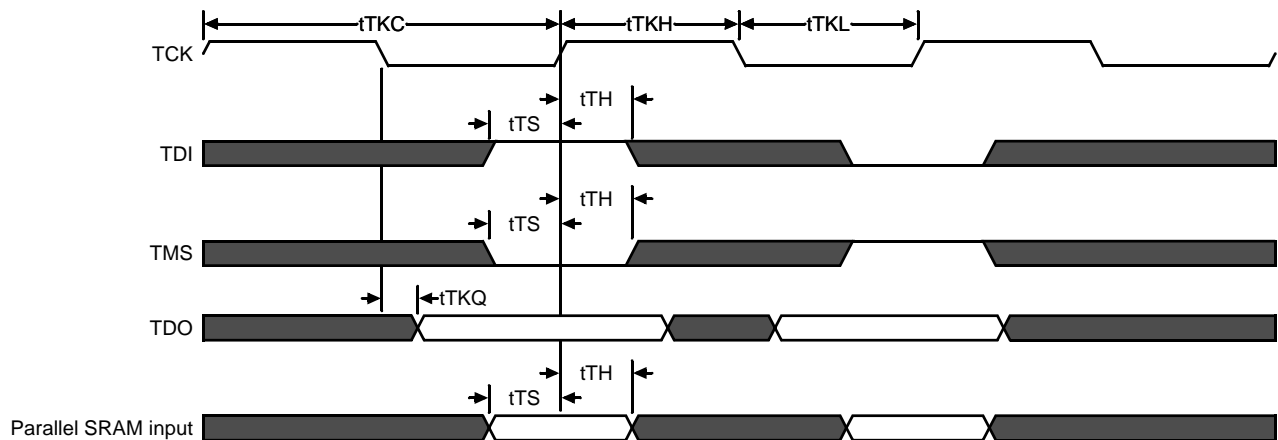 tTKC tTKH tTKL
TCK
tTH
tTS
TDI
tTH
tTS
TMS
tTKQ
TDO
tTH
tTS
Parallel SRAM input